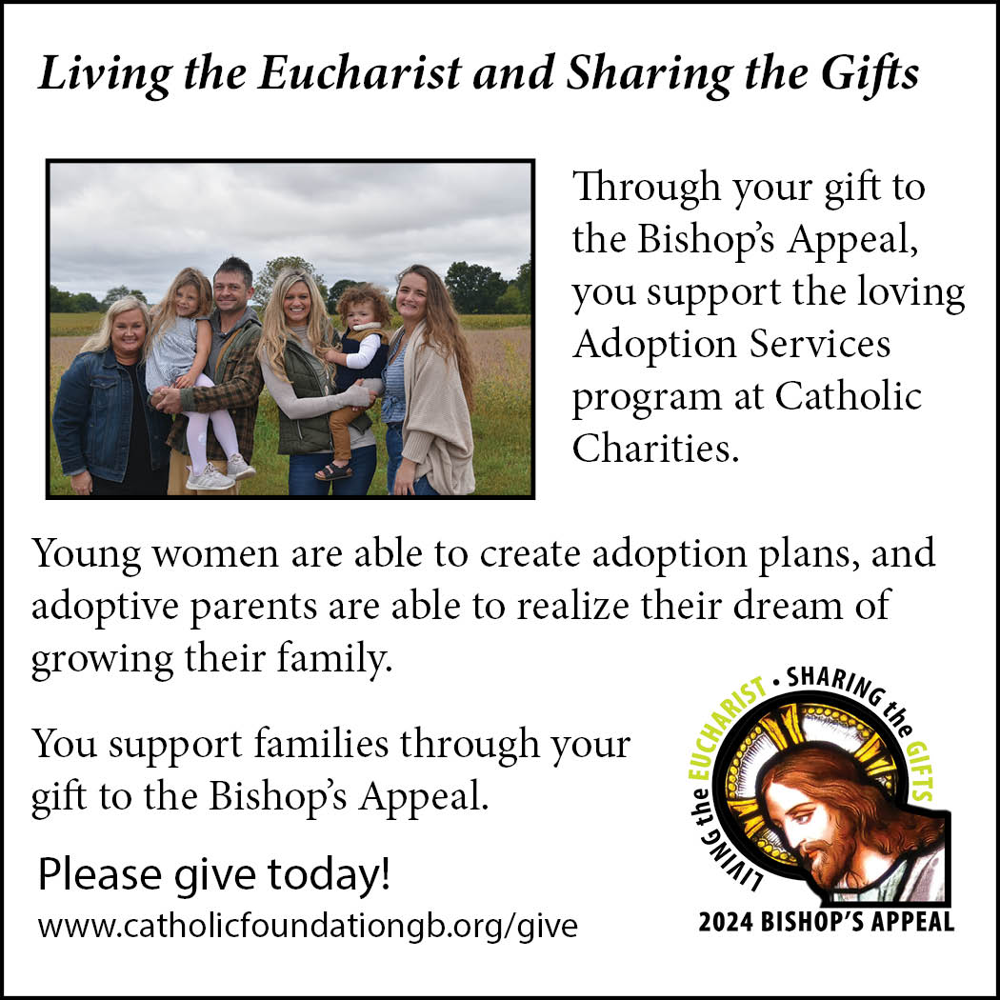 Living the Eucharist and Sharing the Gifts
Through your gift to
the Bishop’s Appeal,
you support the loving
Adoption Services
program at Catholic
Charities.
Young women are able to create adoption plans, and
adoptive parents are able to realize their dream of
growing their family.
You support families through your
gift to the Bishop’s Appeal.
Please give today!
www.catholicfoundationgb.org/give
LIVING the EUCHARIST • SHARING the GIFTS
2024 BISHOP’S APPEAL